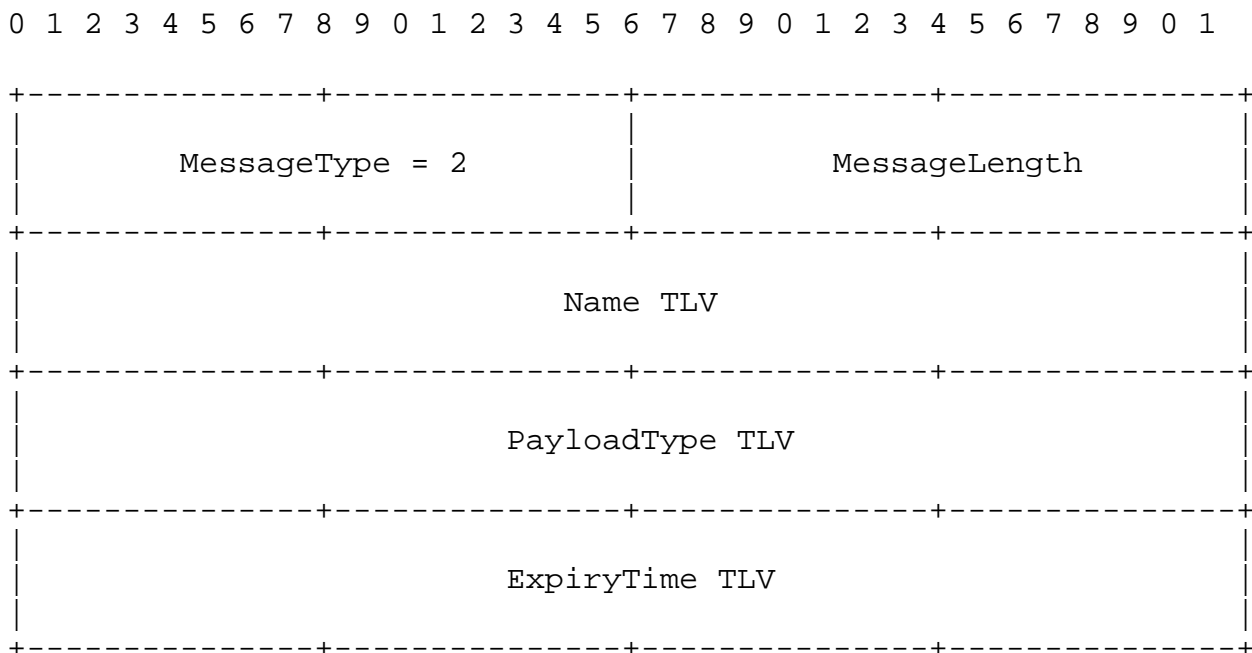 0 1 2 3 4 5 6 7 8 9 0 1 2 3 4 5 6 7 8 9 0 1 2 3 4 5 6 7 8 9 0 1
MessageType = 2 MessageLength
Name TLV
PayloadType TLV
ExpiryTime TLV